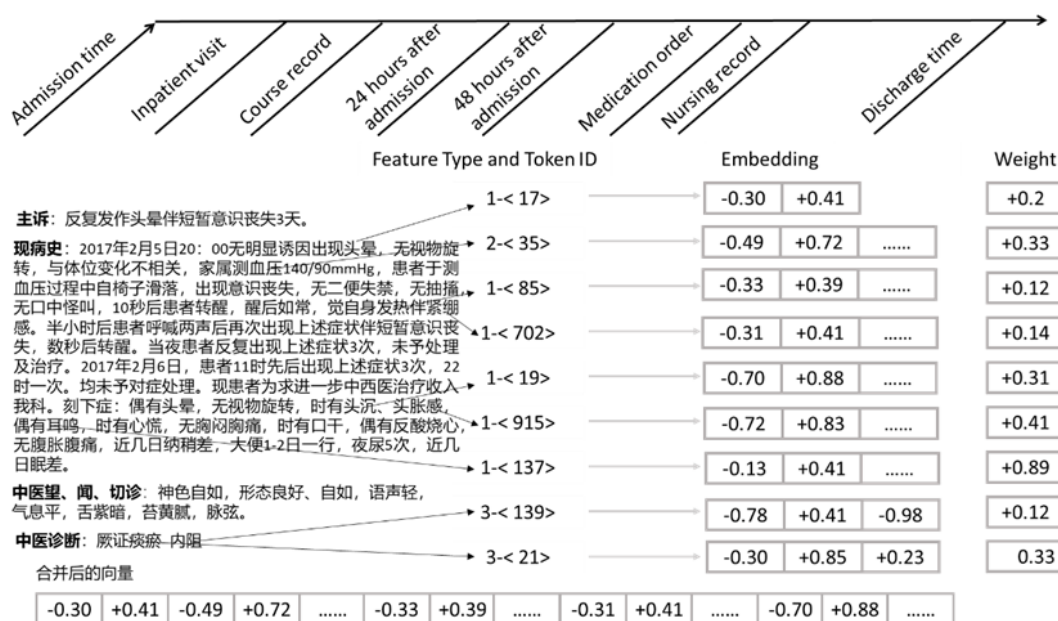 Admission time
Inpatient visit
Course record
24 hours after
admission
48 hours after
admission
Medication order
Nursing record
Discharge time
Feature Type and Token ID
Embedding
Weight
主诉：反复发作头晕伴短暂意识丧失3天。
现病史：2017年2月5日20：00无明显诱因出现头晕，无视物旋
转，与体位变化不相关，家属测血压140/90mmHg，患者于测
血压过程中自椅子滑落，出现意识丧失，无二便失禁，无抽搐，
无口中怪叫，10秒后患者转醒，醒后如常，觉自身发热伴紧绷
感。半小时后患者呼喊两声后再次出现上述症状伴短暂意识丧
失，数秒后转醒。当夜患者反复出现上述症状3次，未予处理
及治疗。2017年2月6日，患者11时先后出现上述症状3次，22
时一次。均未予对症处理。现患者为求进一步中西医治疗收入
我科。刻下症：偶有头晕，无视物旋转，时有头沉、头胀感，
偶有耳鸣，时有心慌，无胸闷胸痛，时有口干，偶有反酸烧心，
无腹胀腹痛，近几日纳稍差，大便1-2日一行，夜尿5次，近几
日眠差。
中医望、闻、切诊：神色自如，形态良好、自如，语声轻，
气息平，舌紫暗，苔黄腻，脉弦。
中医诊断：厥证痰瘀 内阻
1-< 17>
-0.30 +0.41
+0.2
2-< 35>
-0.49 +0.72 ......
+0.33
1-< 85>
-0.33 +0.39 ......
+0.12
1-< 702>
-0.31 +0.41 ......
+0.14
1-< 19>
-0.70 +0.88 ......
+0.31
1-< 915>
-0.72 +0.83 ......
+0.41
1-< 137>
-0.13 +0.41 ......
+0.89
3-< 139>
-0.78 +0.41 -0.98
+0.12
3-< 21>
-0.30 +0.85 +0.23
0.33
合并后的向量
-0.30 +0.41 -0.49 +0.72 ...... -0.33 +0.39 ...... -0.31 +0.41 ...... -0.70 +0.88 ......